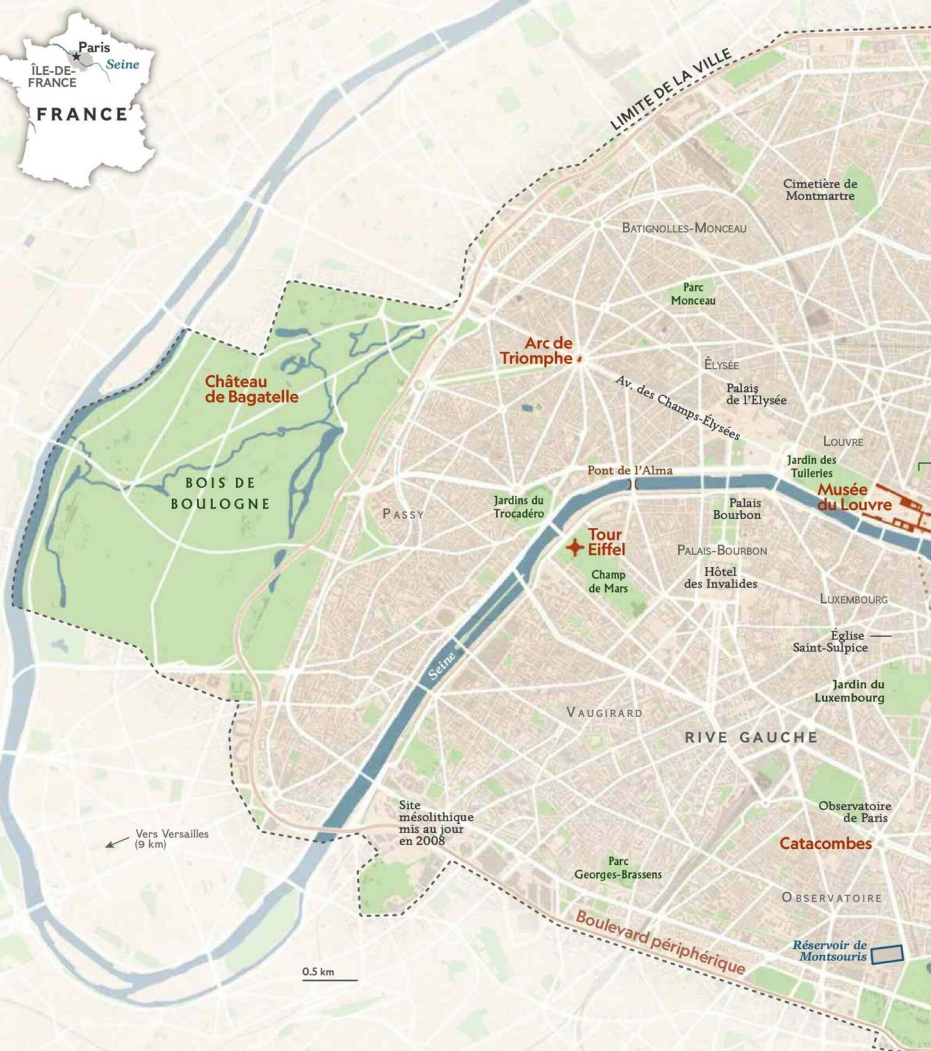 Paris
Seine
ÎLE-DE-
FRANCE
FRANCE
LIMITE DE LA VILLE
Cimetière de
Montmartre
BATIGNOLLES-MONCEAU
Parc
Monceau
Arc de
Triomphe
ÉLYSÉE
Palais
de l'Elysée
Av. des Champs-Élysées
Château
de Bagatelle
LOUVRE
Jardin des
Tuileries
Pont de l'Alma
Musée
du Louvre
BOIS DE
BOULOGNE
PASSY
Jardins du
Trocadéro
Palais
Bourbon
Tour
Eiffel
PALAIS-BOURBON
Champ
de Mars
Hôtel
des Invalides
LUXEMBOURG
Église
Saint-Sulpice
Seine
Jardin du
Luxembourg
VAUGIRARD
RIVE GAUCHE
Site
mésolithique
mis au jour
en 2008
Observatoire
de Paris
Vers Versailles
(9 km)
Catacombes
Parc
Georges-Brassens
OBSERVATOIRE
Boulevard périphérique
Réservoir de
Montsouris
0.5 km